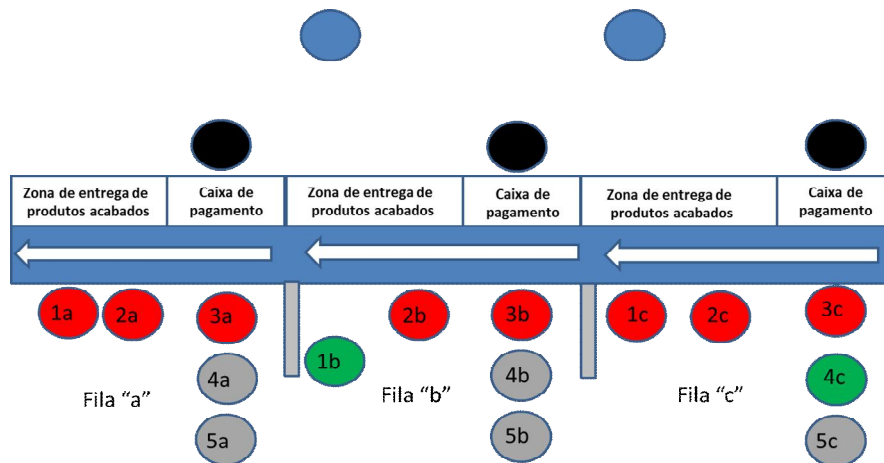 Zona de entrega de
produtos acabados
Caixa de
pagamento
Zona de entrega de
produtos acabados
Caixa de
pagamento
Zona de entrega de
produtos acabados
Caixa de
pagamento
1a 2a 3a 2b 3b 1c 2c 3c
1b 4a 4b 4c
Fila "a" Fila "b" Fila "c"
5a 5b 5c